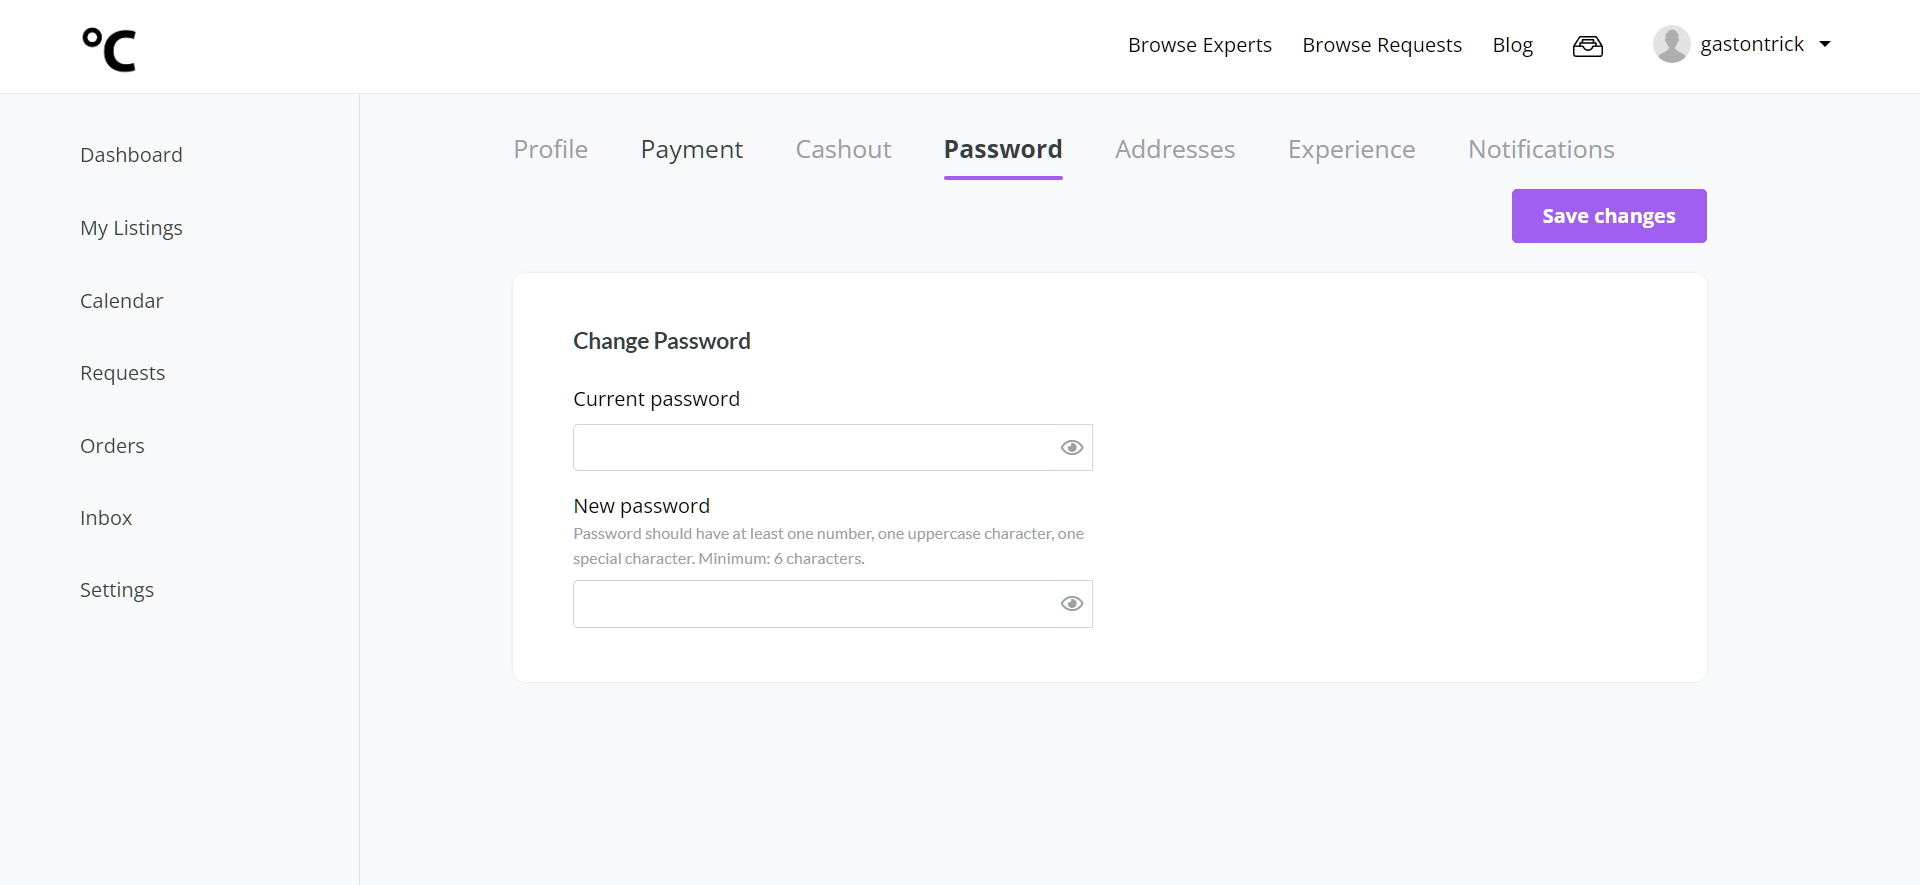 °C
Browse Experts
Browse Requests
Blog
gastontrick
Dashboard
My Listings
Calendar
Requests
Orders
Inbox
Settings
Profile
Payment
Cashout
Password
Addresses
Experience
Notifications
Save changes
Change Password
Current password
New password
Password should have at least one number, one uppercase character, one
special character. Minimum: 6 characters.